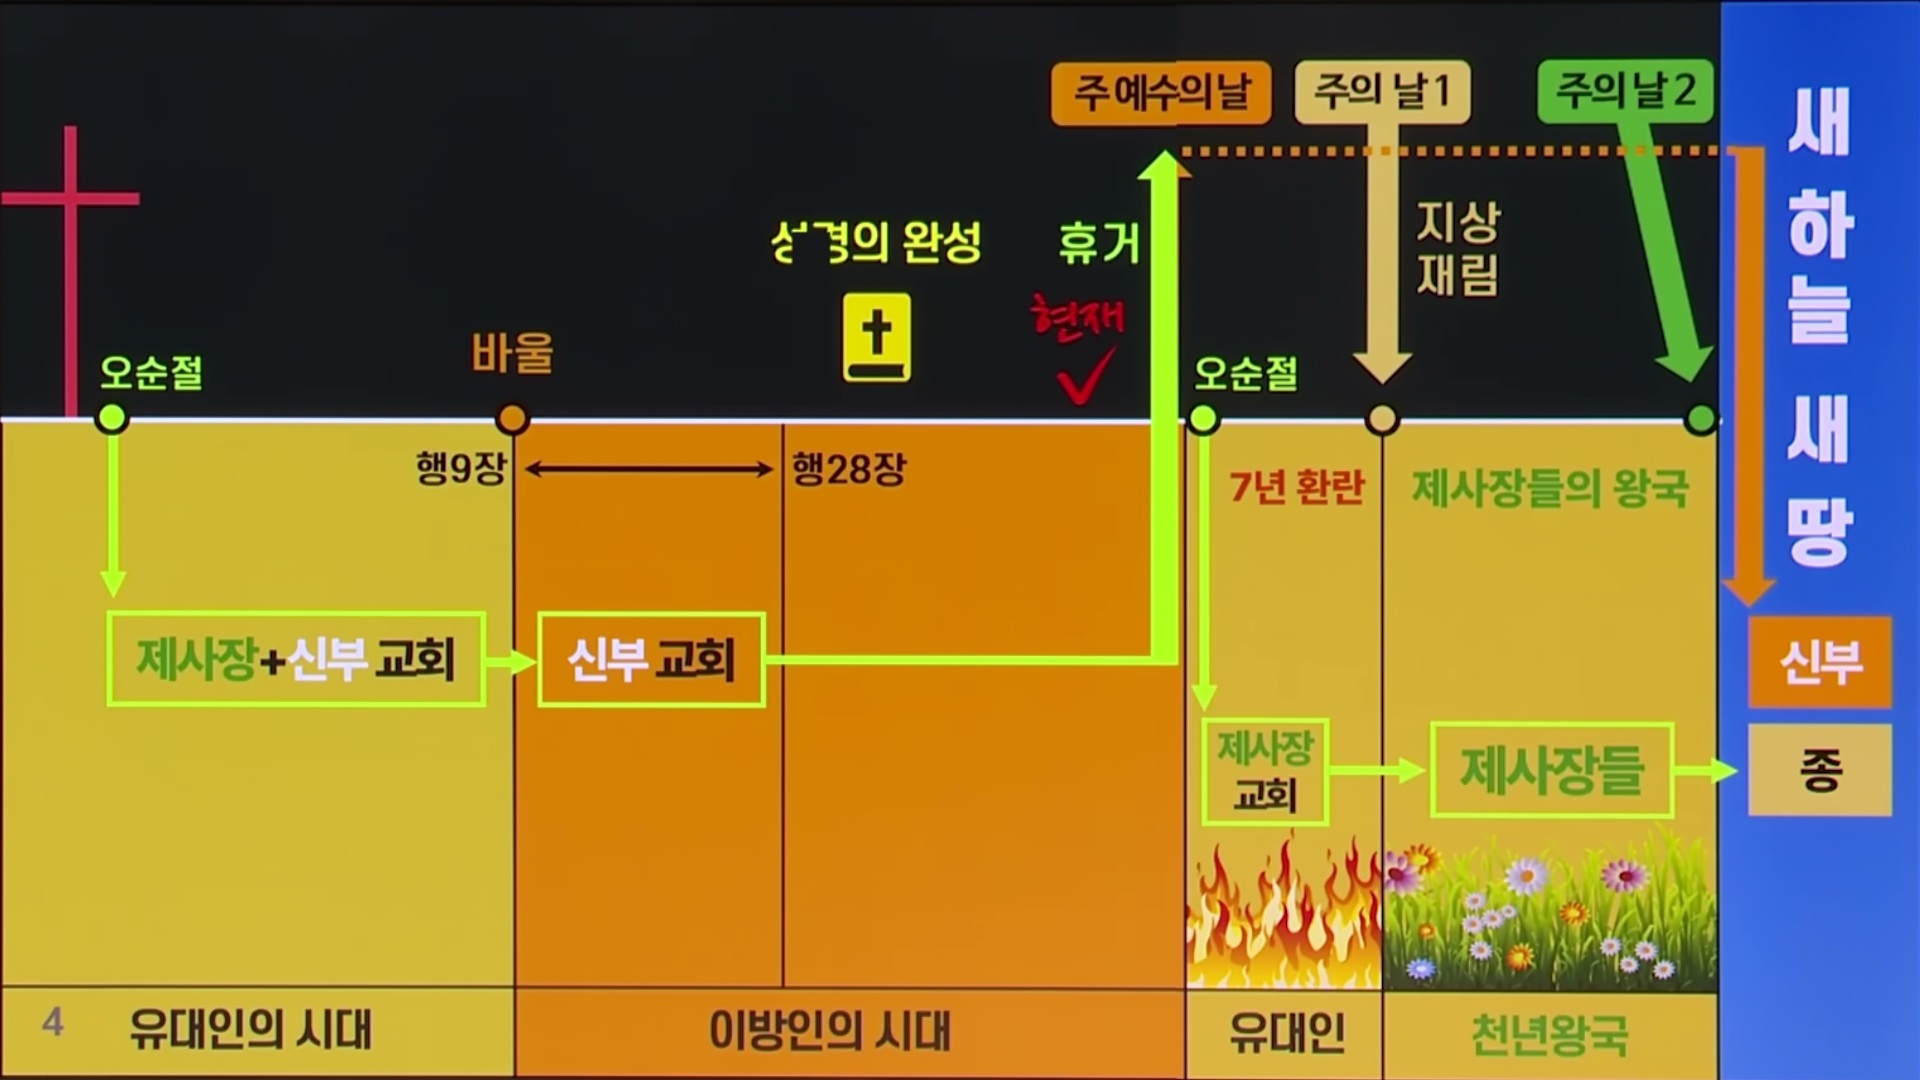 주 예수의 날
주의 날 1
주의 날 2
새 하늘 새 땅
성경의 완성
휴거
지상
재림
현재
바울
오순절
오순절
행9장
행28장
7년 환란
제사장들의 왕국
제사장+신부 교회
신부 교회
신부
제사장
교회
제사장들
종
4
유대인의 시대
이방인의 시대
유대인
천년왕국